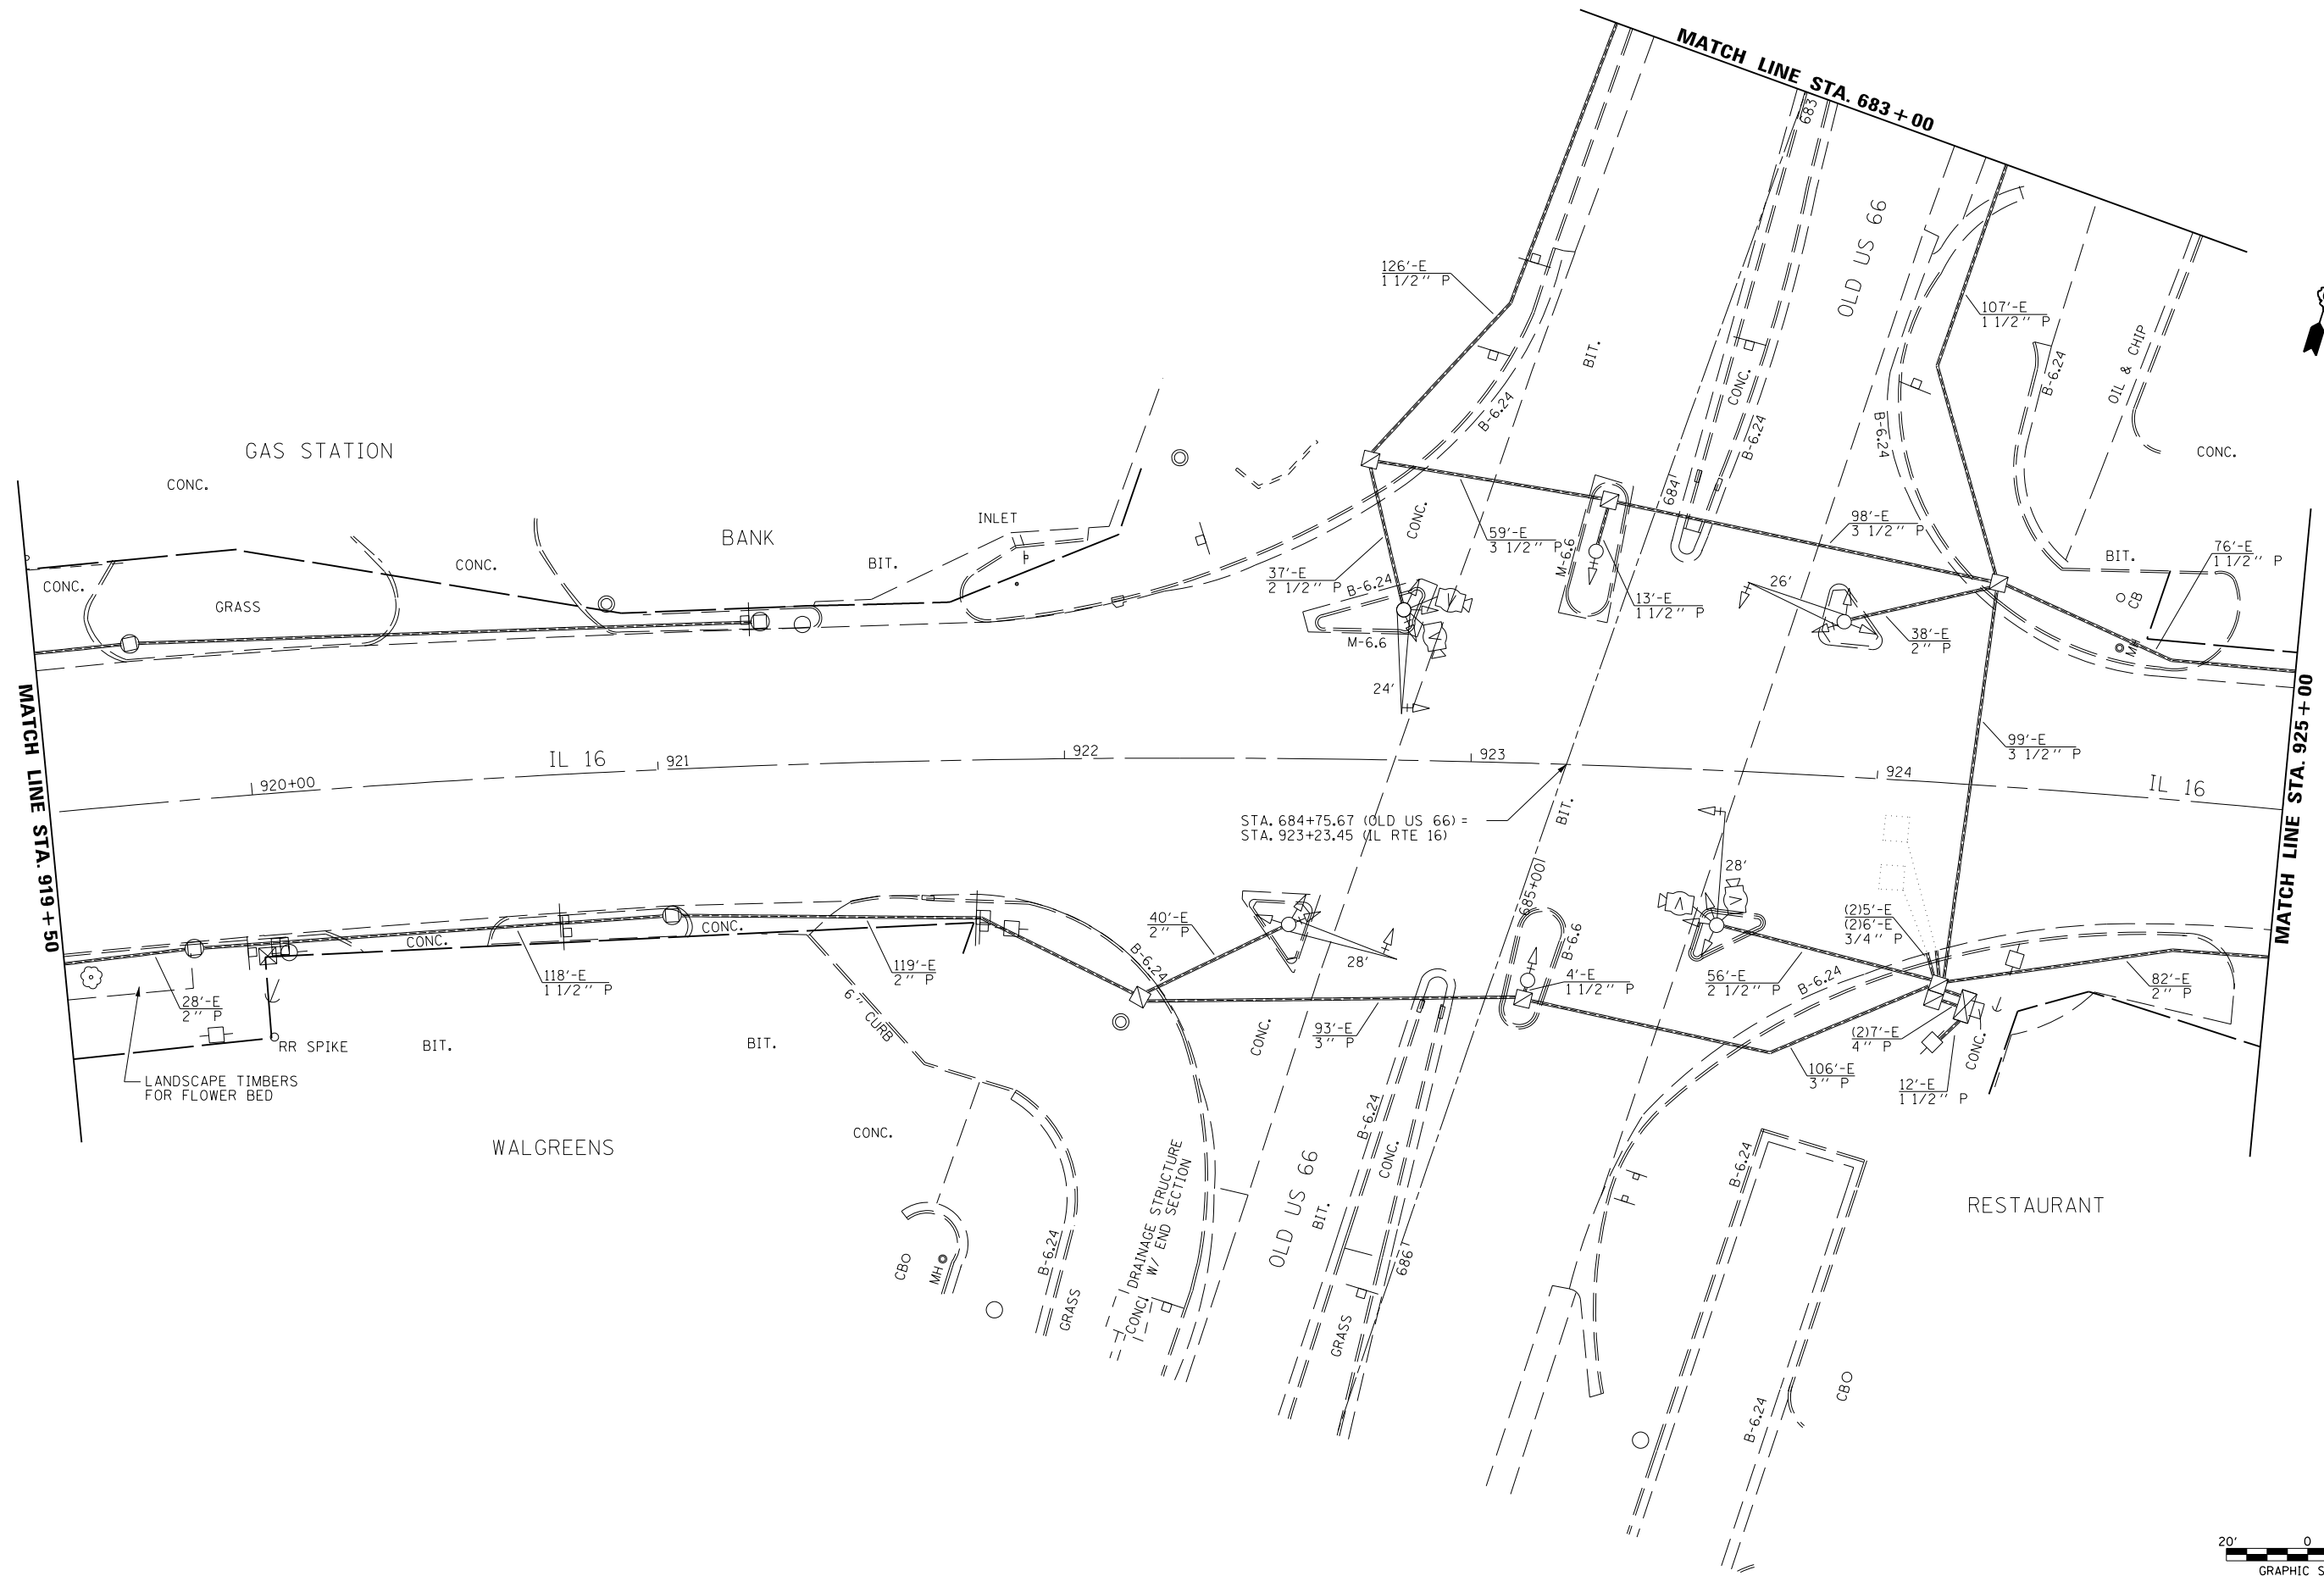 MATCH LINE STA. 683+00
683
OLD US 66
126'-E
1 1/2" P
107'-E
1 1/2" P
BIT.
B-6.24
OIL & CHIP
CONC.
B-6.24
B-6.24
B-6.24
CONC.
GAS STATION
CONC.
684
INLET
BANK
CONC.
59'-E
3 1/2" P
98'-E
3 1/2" P
BIT.
76'-E
1 1/2" P
CONC.
BIT.
M-6.6
37'-E
2 1/2" P
B-6.24
26'
CONC.
GRASS
13'-E
1 1/2" P
CB
38'-E
2" P
M-6.6
24'
MATCH LINE STA. 919+50
MATCH LINE STA. 925+00
IL 16
920+00
921
922
923
924
99'-E
3 1/2" P
IL 16
STA. 684+75.67 (OLD US 66) =
STA. 923+23.45 (IL RTE 16)
BIT.
28'
685+00
40'-E
2" P
(2)5'-E
(2)6'-E
3/4" P
CONC.
CONC.
B-6.24
B-6.6
28'
118'-E
1 1/2" P
119'-E
2" P
4'-E
1 1/2" P
56'-E
2 1/2" P
B-6.24
82'-E
2" P
28'-E
2" P
6" CURB
CONC.
93'-E
3" P
(2)7'-E
4" P
CONC.
RR SPIKE
BIT.
BIT.
LANDSCAPE TIMBERS
FOR FLOWER BED
106'-E
3" P
12'-E
1 1/2" P
B-6.24
CONC.
CONC.
WALGREENS
DRAINAGE STRUCTURE
W/ END SECTION
OLD US 66
BIT.
B-6.24
RESTAURANT
CB
MH
B-6.24
GRASS
CONC.
686
GRASS
CB
B-6.24
20'
0
GRAPHIC S